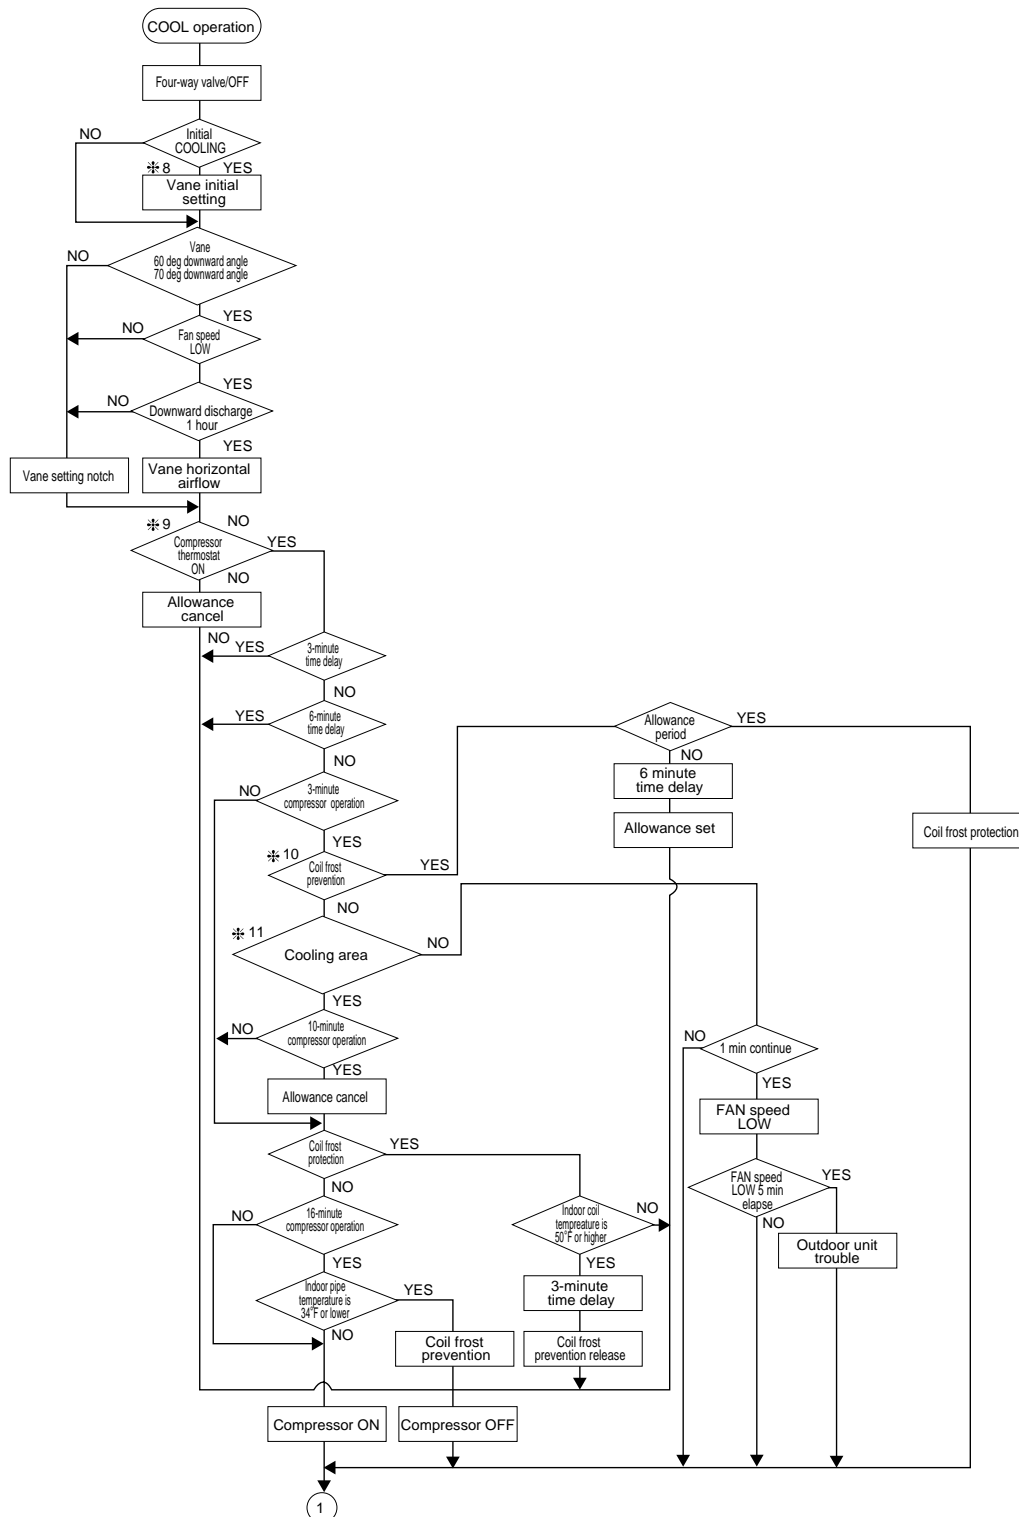 COOL operation
Four-way valve/OFF
NO
Initial
COOLING
❉8
YES
Vane initial
setting
NO
Vane
60 deg downward angle
70 deg downward angle
YES
NO
Fan speed
LOW
YES
NO
Downward discharge
1 hour
YES
Vane setting notch
Vane horizontal
airflow
❉9
NO
Compressor
thermostat
ON
YES
NO
Allowance
cancel
NO
YES
3-minute
time delay
NO
YES
6-minute
time delay
NO
Allowance
period
YES
NO
6 minute
time delay
NO
3-minute
compressor operation
Allowance set
Coil frost protection
YES
❉10
Coil frost
prevention
YES
NO
❉11
Cooling area
NO
YES
NO
10-minute
compressor operation
NO
1 min continue
YES
YES
Allowance cancel
FAN speed
LOW
Coil frost
protection
YES
NO
FAN speed
LOW 5 min
elapse
YES
NO
NO
16-minute
compressor operation
Indoor coil
tempreature is
50°F or higher
NO
Outdoor unit
trouble
YES
YES
Indoor pipe
temperature is
34°F or lower
YES
3-minute
time delay
NO
Coil frost
prevention
Coil frost
prevention release
Compressor ON
Compressor OFF
1